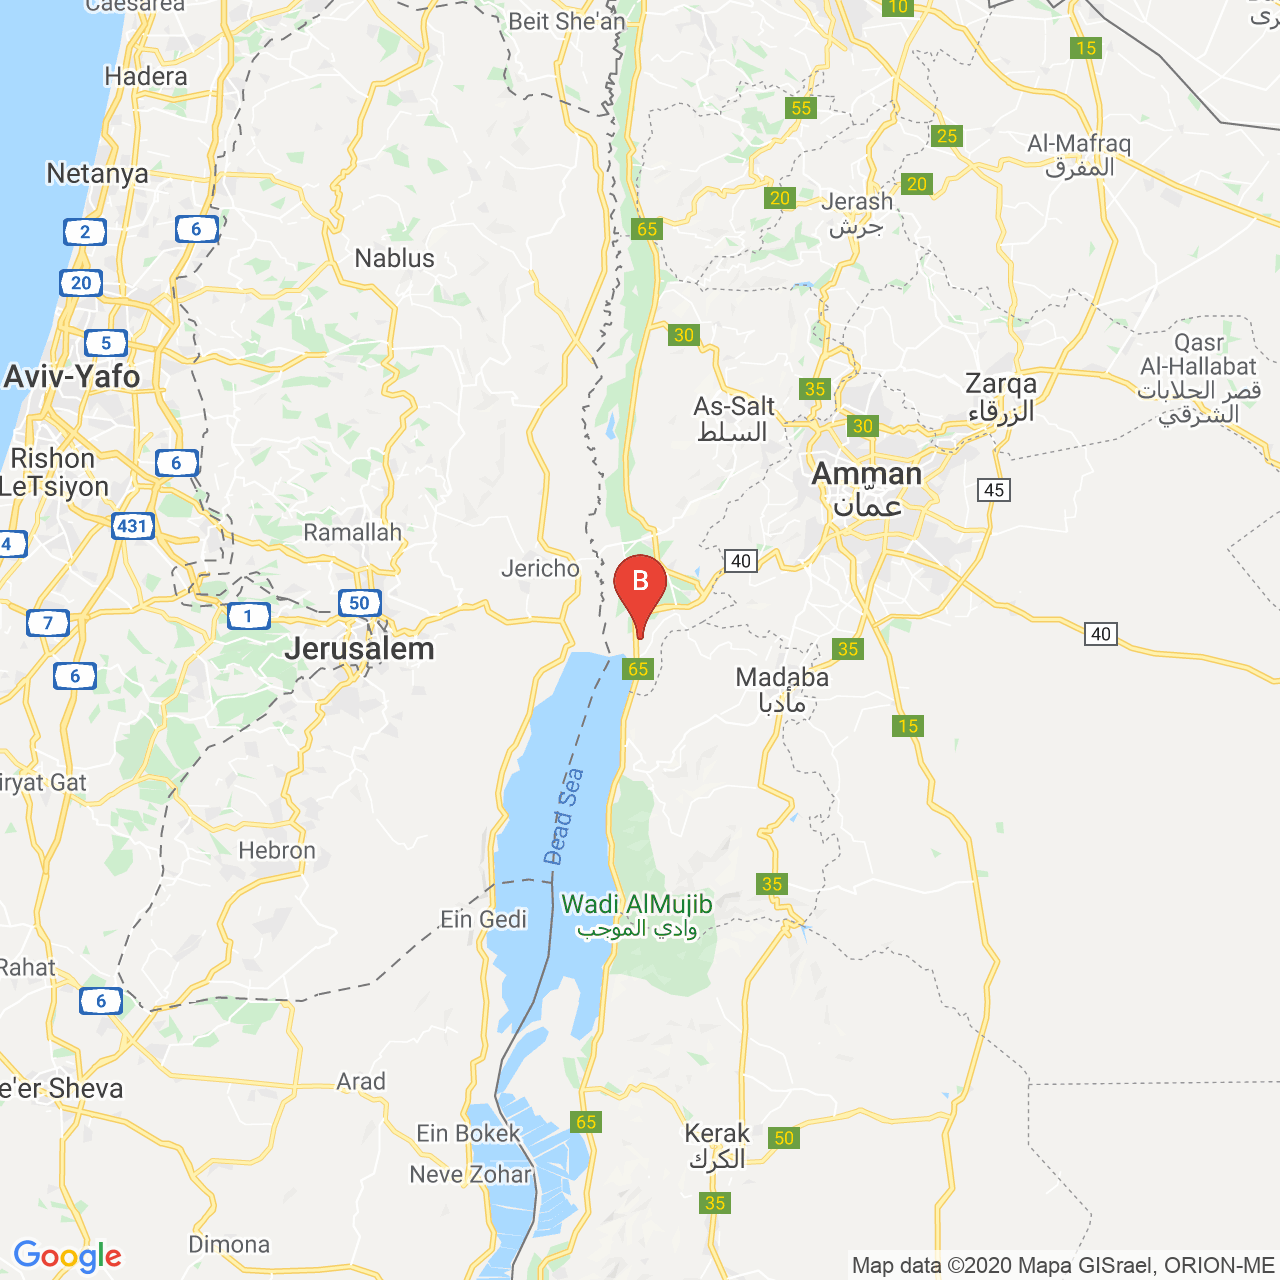 Caesarea
Beit She'an
10
15
Hadera
55
25
Al-Mafraq
المفرق
Netanya
20
20
Jerash
جرش
2
6
65
Nablus
20
5
30
Qasr
Al-Hallabat
قصر الحلابات
الشرقي
Aviv-Yafo
35
Zarqa
الزرقاء
As-Salt
السلط
30
Rishon
LeTsiyon
6
Amman
عمّان
45
431
4
Ramallah
Jericho
40
B
50
1
7
40
Jerusalem
35
65
6
Madaba
مأدبا
15
iryat Gat
Dead Sea
Hebron
35
Wadi AlMujib
وادي الموجب
Ein Gedi
Rahat
6
Arad
e'er Sheva
65
Ein Bokek
Kerak
الكرك
50
Neve Zohar
35
Dimona
Google
Map data ©2020 Mapa GISrael, ORION-ME